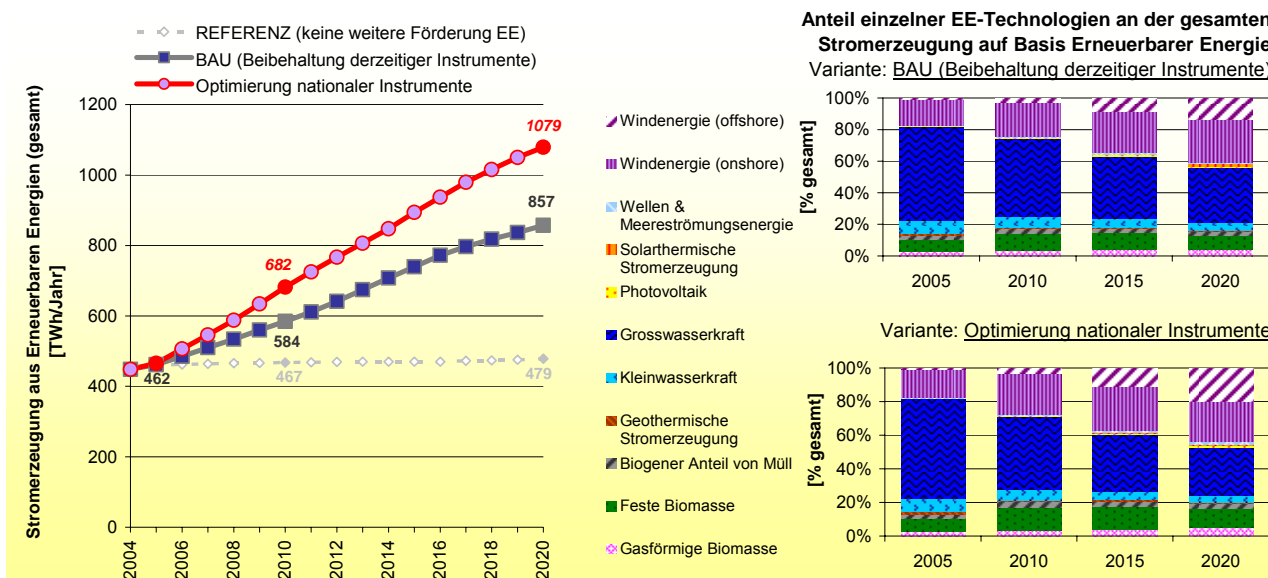 REFERENZ (keine weitere Förderung EE)
BAU (Beibehaltung derzeitiger Instrumente)
Optimierung nationaler Instrumente
Stromerzeugung aus Erneuerbaren Energien (gesamt)
[TWh/Jahr]
1200
1000
800
600
400
200
0
1079
857
682
584
462
467
479
2004
2006
2008
2010
2012
2014
2016
2018
2020
Windenergie (offshore)
Windenergie (onshore)
Wellen &
Meereströmungsenergie
Solarthermische
Stromerzeugung
Photovoltaik
Grosswasserkraft
Kleinwasserkraft
Geothermische
Stromerzeugung
Biogener Anteil von Müll
Feste Biomasse
Gasförmige Biomasse
Anteil einzelner EE-Technologien an der gesamten
Stromerzeugung auf Basis Erneuerbarer Energie
Variante: BAU (Beibehaltung derzeitiger Instrumente)
[% gesamt]
100%
80%
60%
40%
20%
0%
2005 2010 2015 2020
Variante: Optimierung nationaler Instrumente
[% gesamt]
100%
80%
60%
40%
20%
0%
2005 2010 2015 2020